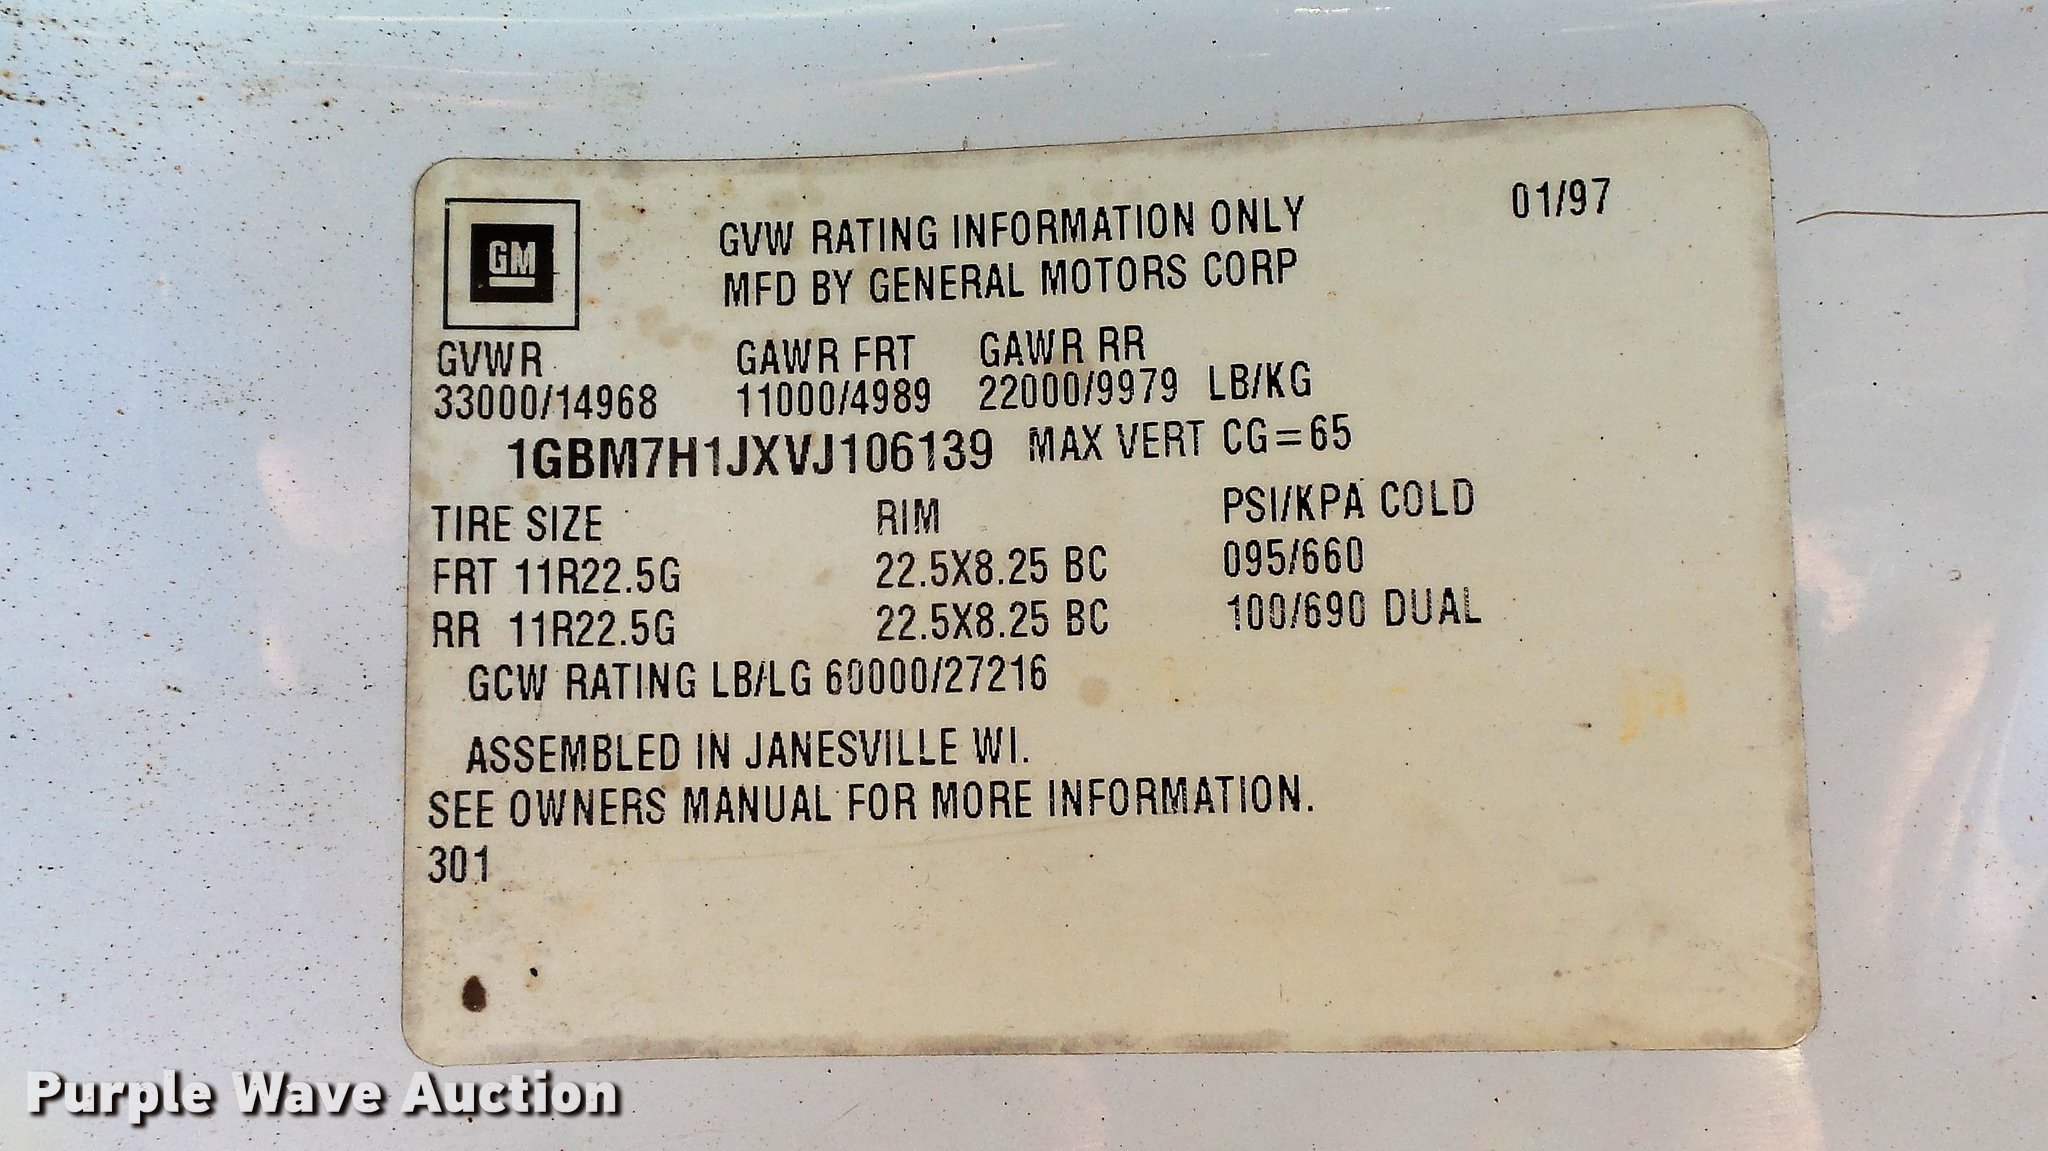 GM
GVW RATING INFORMATION ONLY 01/97
MFD BY GENERAL MOTORS CORP
GVWR GAWR FRT GAWR RR
33000/14968 11000/4989 22000/9979 LB/KG
1GBM7H1JXVJ106139 MAX VERT CG=65
TIRE SIZE RIM PSI/KPA COLD
FRT 11R22.5G 22.5X8.25 BC 095/660
RR 11R22.5G 22.5X8.25 BC 100/690 DUAL
GCW RATING LB/LG 60000/27216
ASSEMBLED IN JANESVILLE WI.
SEE OWNERS MANUAL FOR MORE INFORMATION.
301
Purple Wave Auction